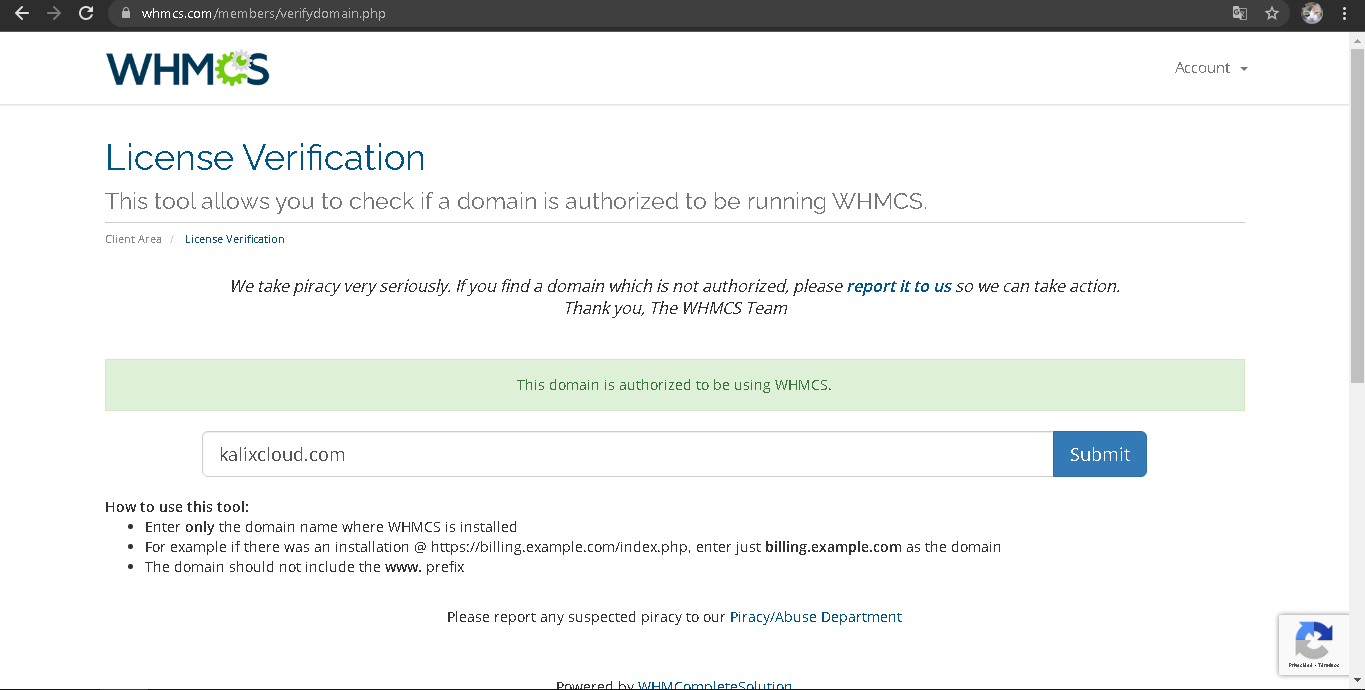 whmcs.com/members/verifydomain.php
WHMCS
Account
License Verification
This tool allows you to check if a domain is authorized to be running WHMCS.
Client Area / License Verification
We take piracy very seriously. If you find a domain which is not authorized, please report it to us so we can take action.
Thank you, The WHMCS Team
This domain is authorized to be using WHMCS.
kalixcloud.com
Submit
How to use this tool:
• Enter only the domain name where WHMCS is installed
• For example if there was an installation @ https://billing.example.com/index.php, enter just billing.example.com as the domain
• The domain should not include the www. prefix
Please report any suspected piracy to our Piracy/Abuse Department
Powered by WHMCompleteSolution